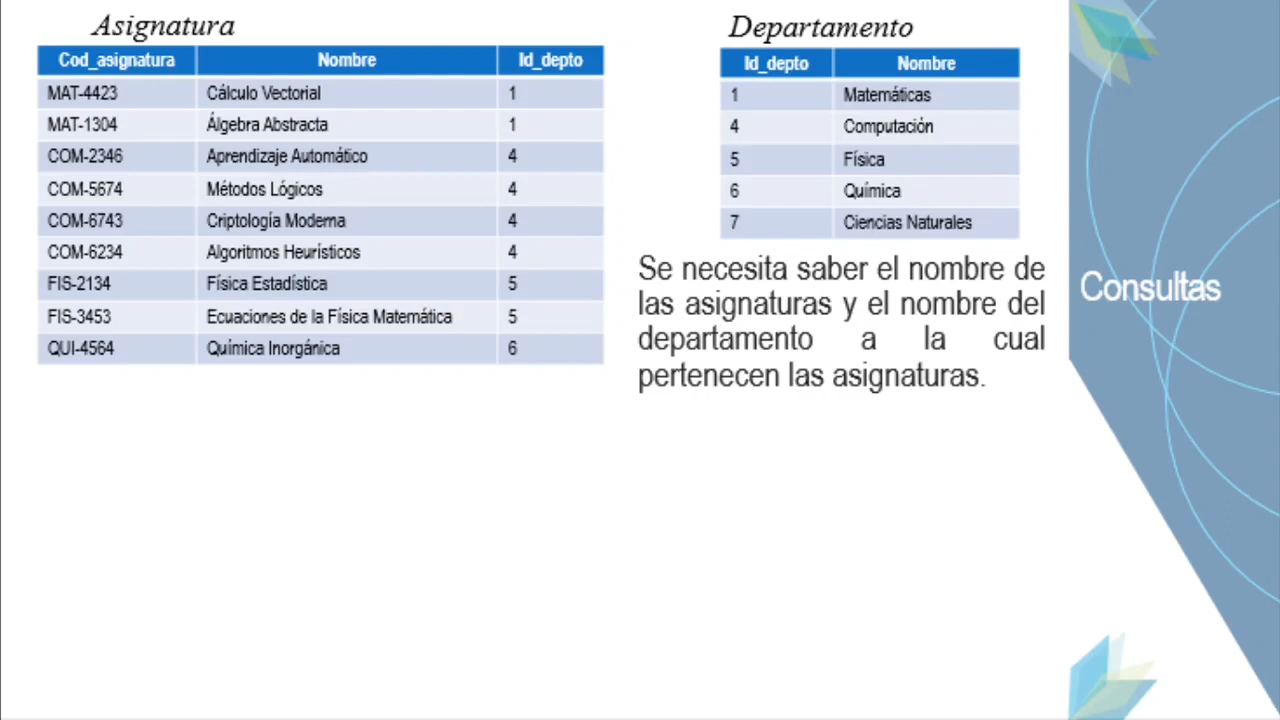 Asignatura
Cod_asignatura Nombre Id_depto
MAT-4423 Cálculo Vectorial 1
MAT-1304 Álgebra Abstracta 1
COM-2346 Aprendizaje Automático 4
COM-5674 Métodos Lógicos 4
COM-6743 Criptología Moderna 4
COM-6234 Algoritmos Heurísticos 4
FIS-2134 Física Estadística 5
FIS-3453 Ecuaciones de la Física Matemática 5
QUI-4564 Química Inorgánica 6
Departamento
Id_depto Nombre
1 Matemáticas
4 Computación
5 Física
6 Química
7 Ciencias Naturales
Se necesita saber el nombre de
las asignaturas y el nombre del
departamento a la cual
pertenecen las asignaturas.
Consultas